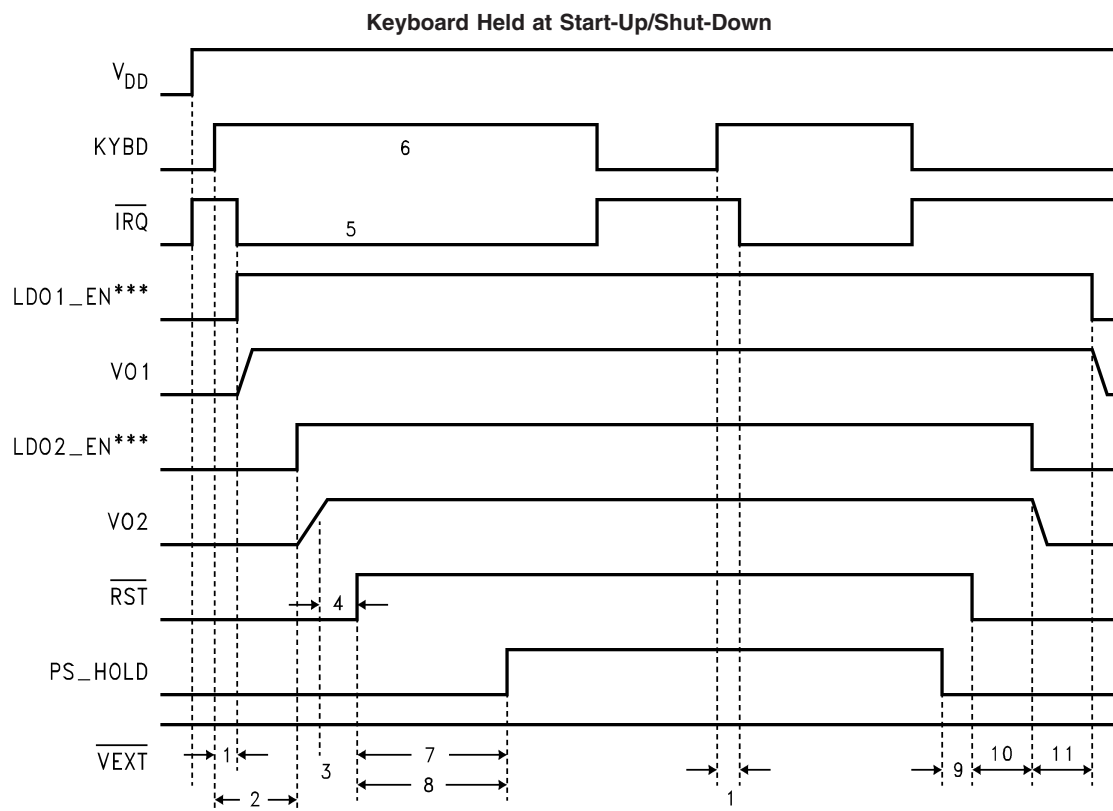 Keyboard Held at Start-Up/Shut-Down
VDD
KYBD
6
IRQ
5
LDO1_EN***
VO1
LDO2_EN***
VO2
RST
4
PS_HOLD
VEXT
1
3
7
9
10
11
2
8
1